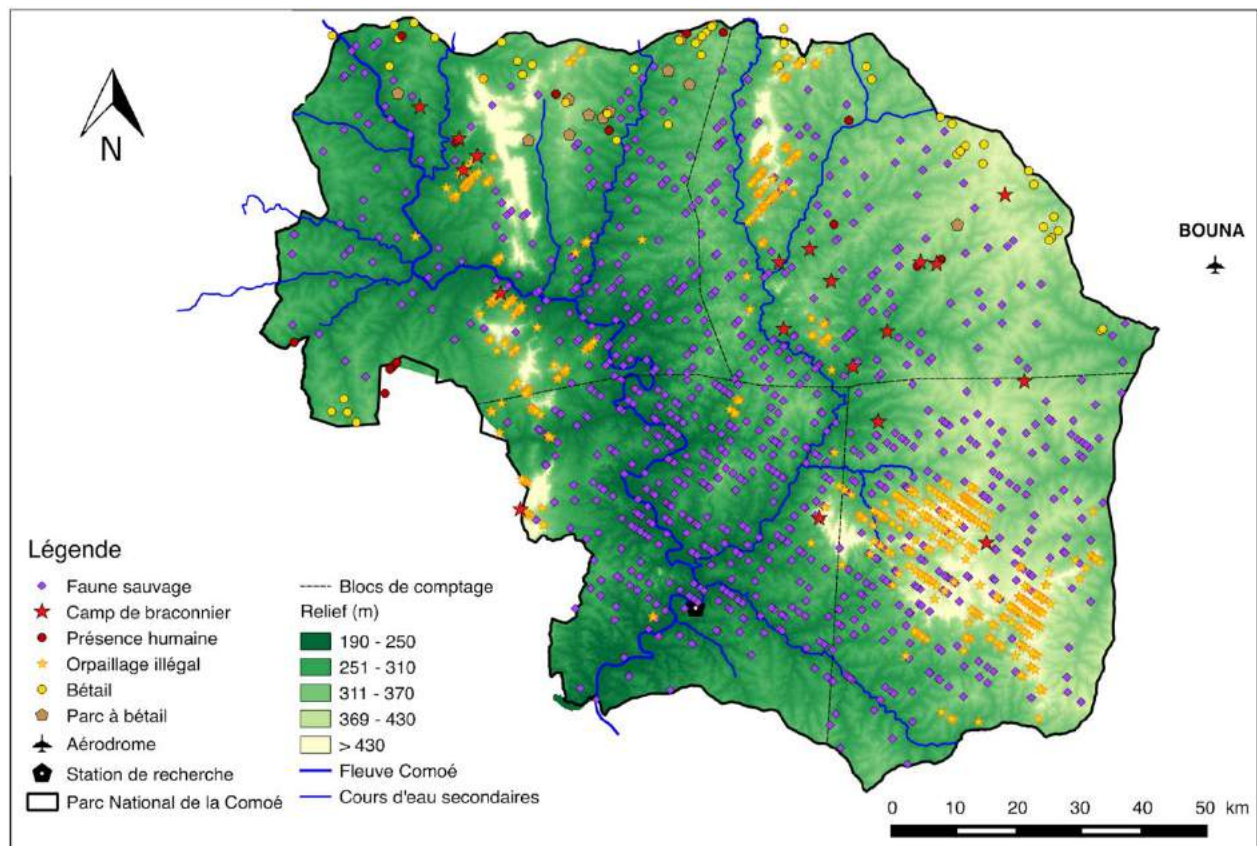 N
BOUNA
Légende
Faune sauvage
Camp de braconnier
Présence humaine
Orpaillage illégal
Bétail
Parc à bétail
Aérodrome
Station de recherche
Parc National de la Comoé
Blocs de comptage
Relief (m)
190 - 250
251 - 310
311 - 370
369 - 430
> 430
Fleuve Comoé
Cours d'eau secondaires
0 10 20 30 40 50 km